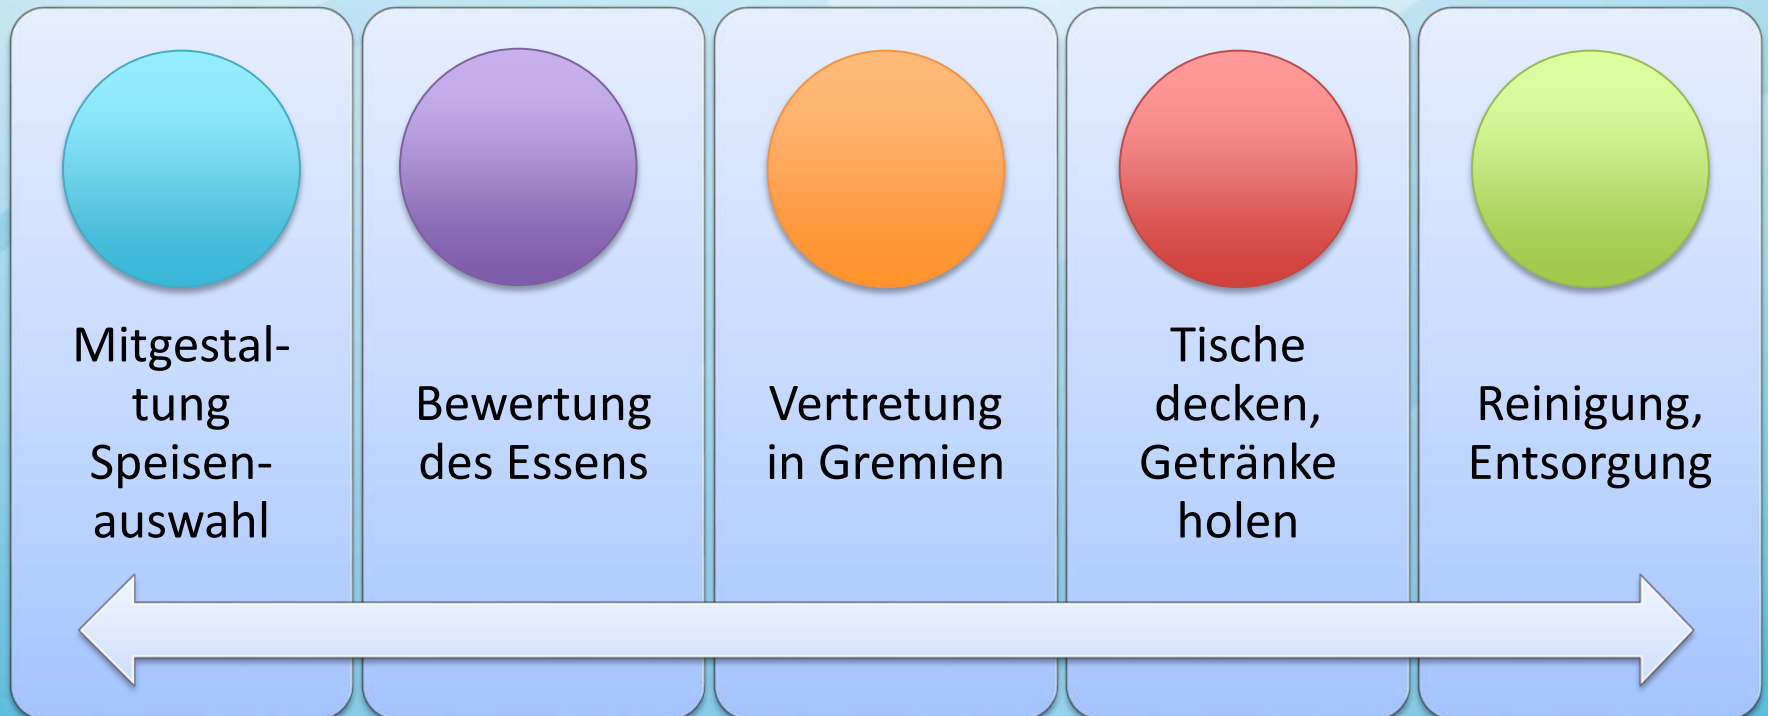 Mitgestal-
tung
Speisen-
auswahl
Bewertung
des Essens
Vertretung
in Gremien
Tische
decken,
Getränke
holen
Reinigung,
Entsorgung